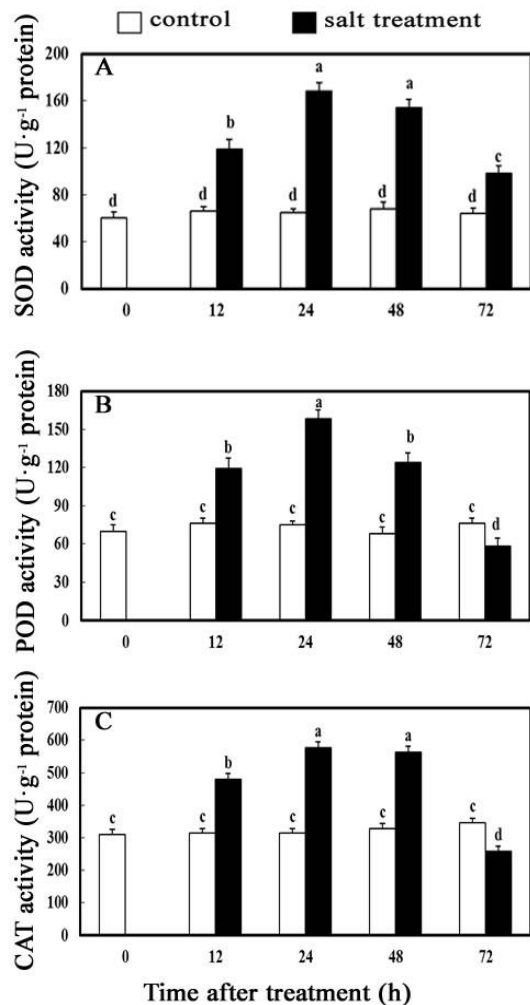 control salt treatment
A
SOD activity (U·g-1 protein)
200
160
120
80
40
0
d
d
b
d
a
d
a
d
c
0 12 24 48 72
B
POD activity (U·g-1 protein)
180
150
120
90
60
30
0
c
c
b
c
a
c
b
c
d
0 12 24 48 72
C
CAT activity (U·g-1 protein)
700
600
500
400
300
200
100
0
c
c
b
c
a
c
a
c
d
0 12 24 48 72
Time after treatment (h)